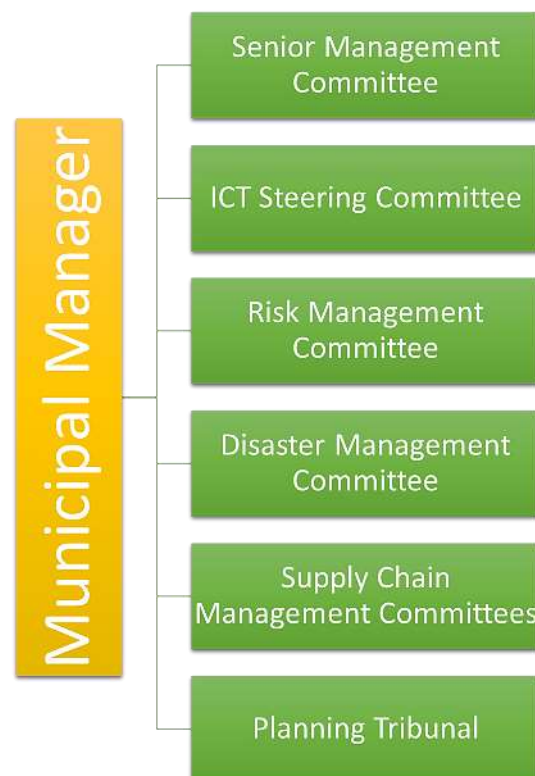 Municipal Manager
Senior Management
Committee
ICT Steering Committee
Risk Management
Committee
Disaster Management
Committee
Supply Chain
Management Committees
Planning Tribunal